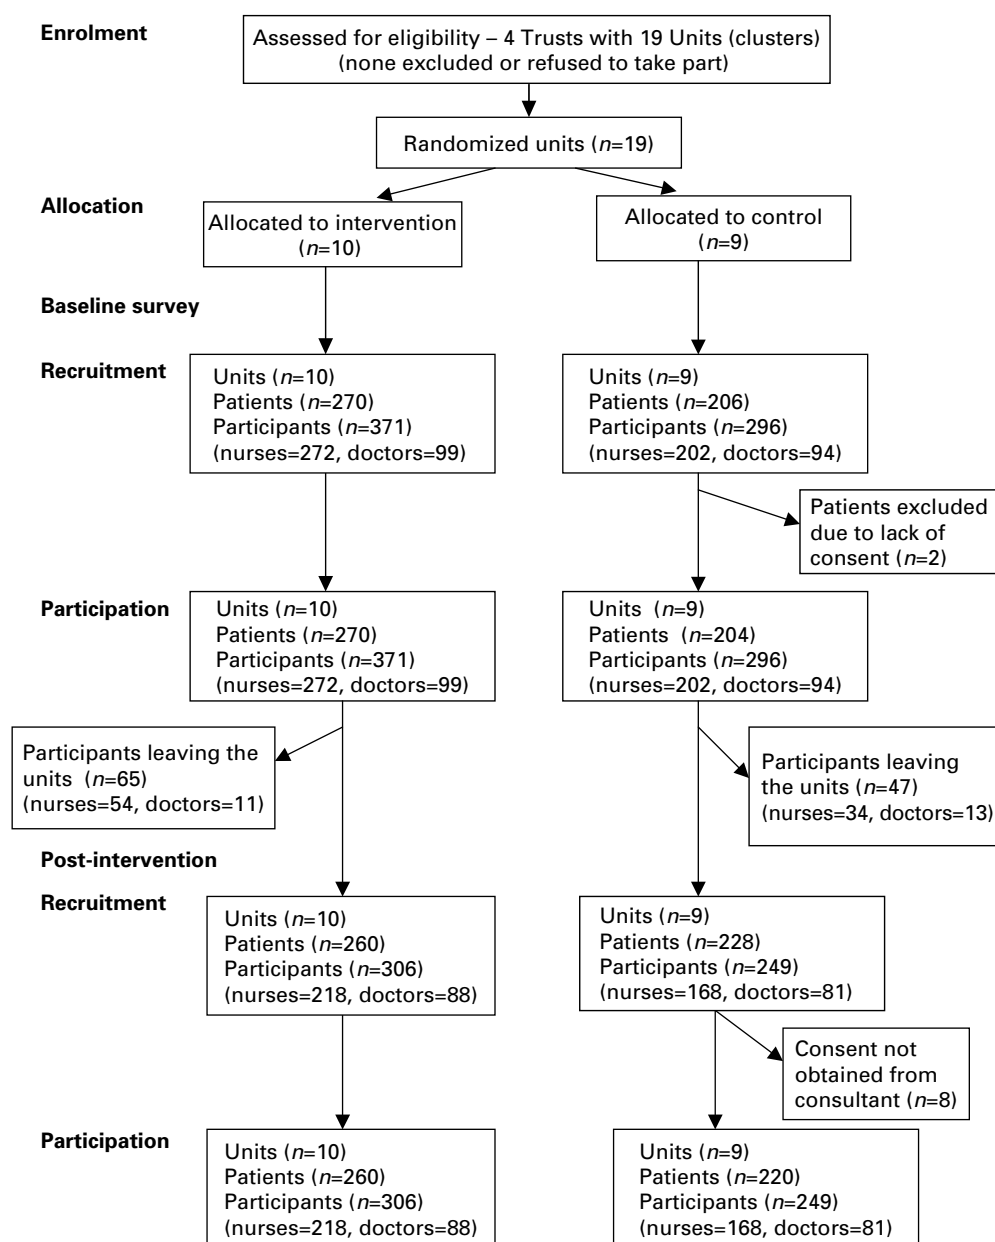 Enrolment
Assessed for eligibility – 4 Trusts with 19 Units (clusters)
(none excluded or refused to take part)
Randomized units (n=19)
Allocation
Allocated to intervention
(n=10)
Allocated to control
(n=9)
Baseline survey
Recruitment
Units (n=10)
Patients (n=270)
Participants (n=371)
(nurses=272, doctors=99)
Units (n=9)
Patients (n=206)
Participants (n=296)
(nurses=202, doctors=94)
Patients excluded
due to lack of
consent (n=2)
Participation
Units (n=10)
Patients (n=270)
Participants (n=371)
(nurses=272, doctors=99)
Units (n=9)
Patients (n=204)
Participants (n=296)
(nurses=202, doctors=94)
Participants leaving the
units (n=65)
(nurses=54, doctors=11)
Participants leaving
the units (n=47)
(nurses=34, doctors=13)
Post-intervention
Recruitment
Units (n=10)
Patients (n=260)
Participants (n=306)
(nurses=218, doctors=88)
Units (n=9)
Patients (n=228)
Participants (n=249)
(nurses=168, doctors=81)
Consent not
obtained from
consultant (n=8)
Participation
Units (n=10)
Patients (n=260)
Participants (n=306)
(nurses=218, doctors=88)
Units (n=9)
Patients (n=220)
Participants (n=249)
(nurses=168, doctors=81)